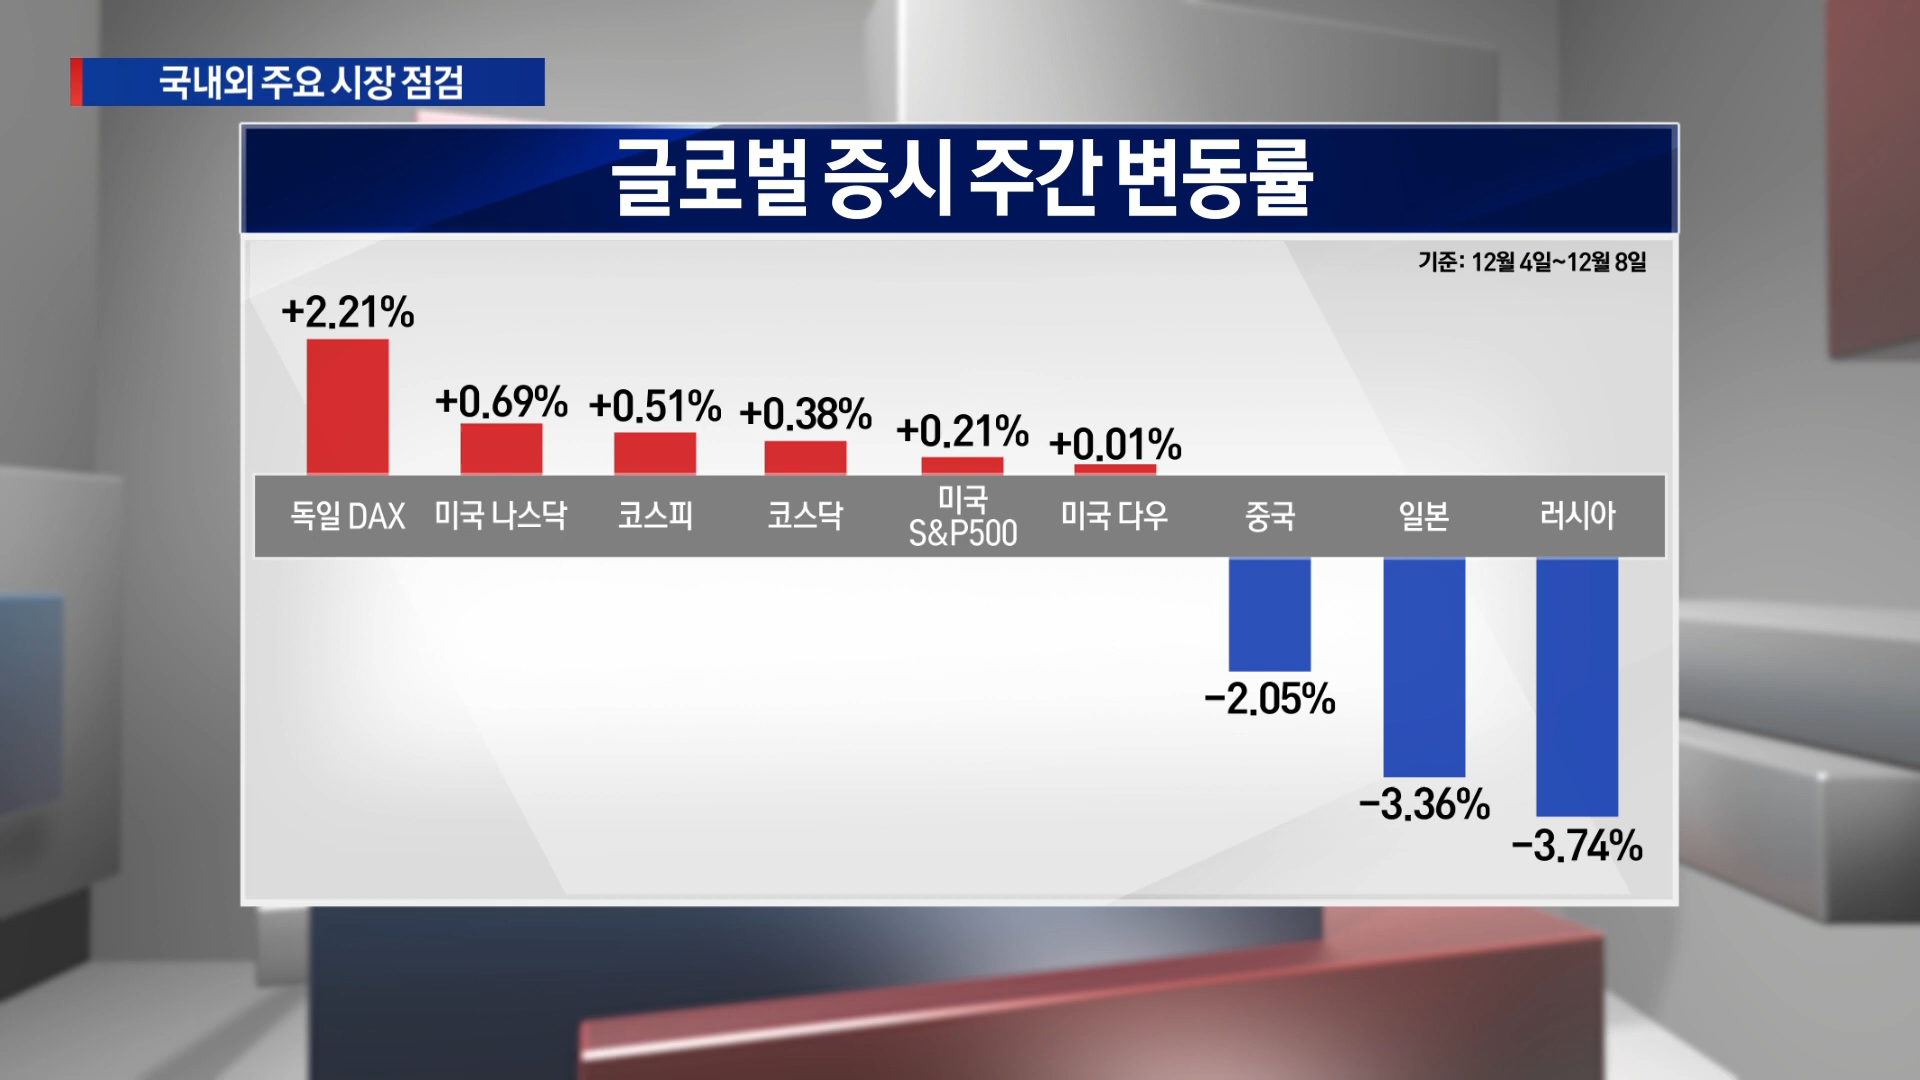 국내외 주요 시장 점검
글로벌 증시 주간 변동률
기준: 12월 4일~12월 8일
+2.21%
+0.69%
+0.51%
+0.38%
+0.21%
+0.01%
독일 DAX
미국 나스닥
코스피
코스닥
미국
S&P500
미국 다우
중국
일본
러시아
-2.05%
-3.36%
-3.74%